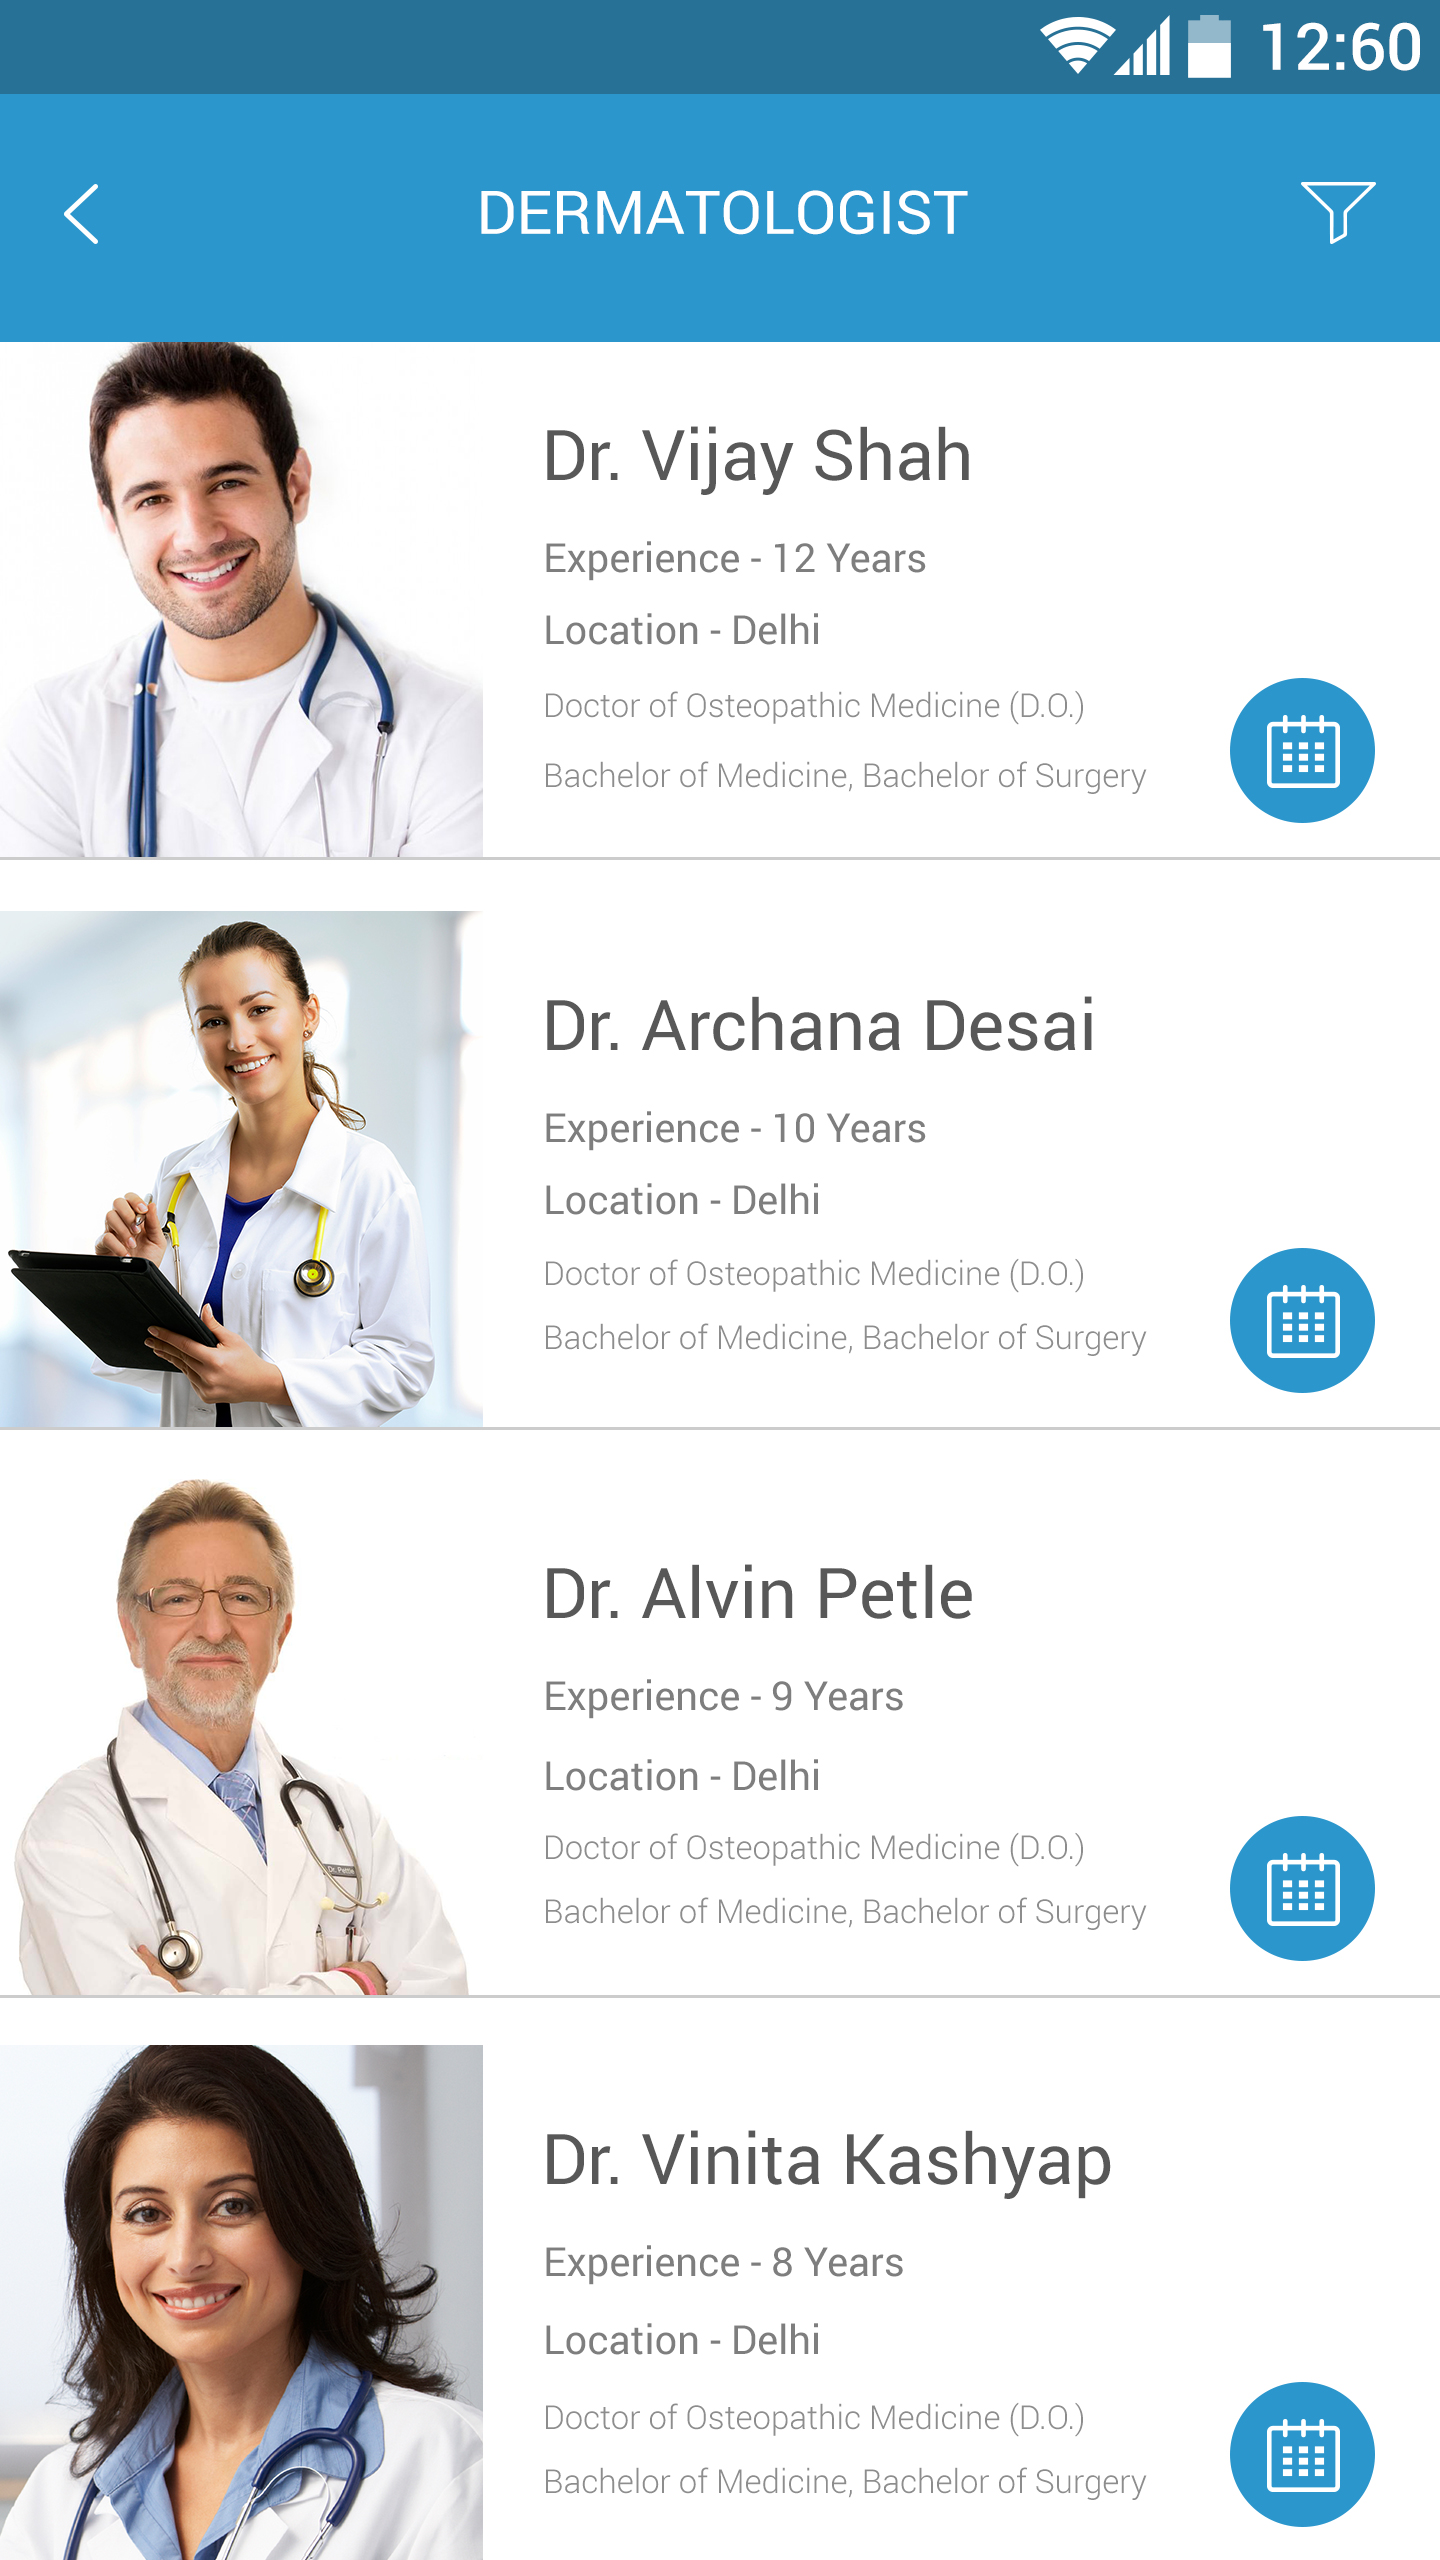 12:60
DERMATOLOGIST
Dr. Vijay Shah
Experience - 12 Years
Location - Delhi
Doctor of Osteopathic Medicine (D.O.)
Bachelor of Medicine, Bachelor of Surgery
Dr. Archana Desai
Experience - 10 Years
Location - Delhi
Doctor of Osteopathic Medicine (D.O.)
Bachelor of Medicine, Bachelor of Surgery
Dr. Alvin Petle
Experience - 9 Years
Location - Delhi
Doctor of Osteopathic Medicine (D.O.)
Bachelor of Medicine, Bachelor of Surgery
Dr.
Dr. Vinita Kashyap
Experience - 8 Years
Location - Delhi
Doctor of Osteopathic Medicine (D.O.)
Bachelor of Medicine, Bachelor of Surgery